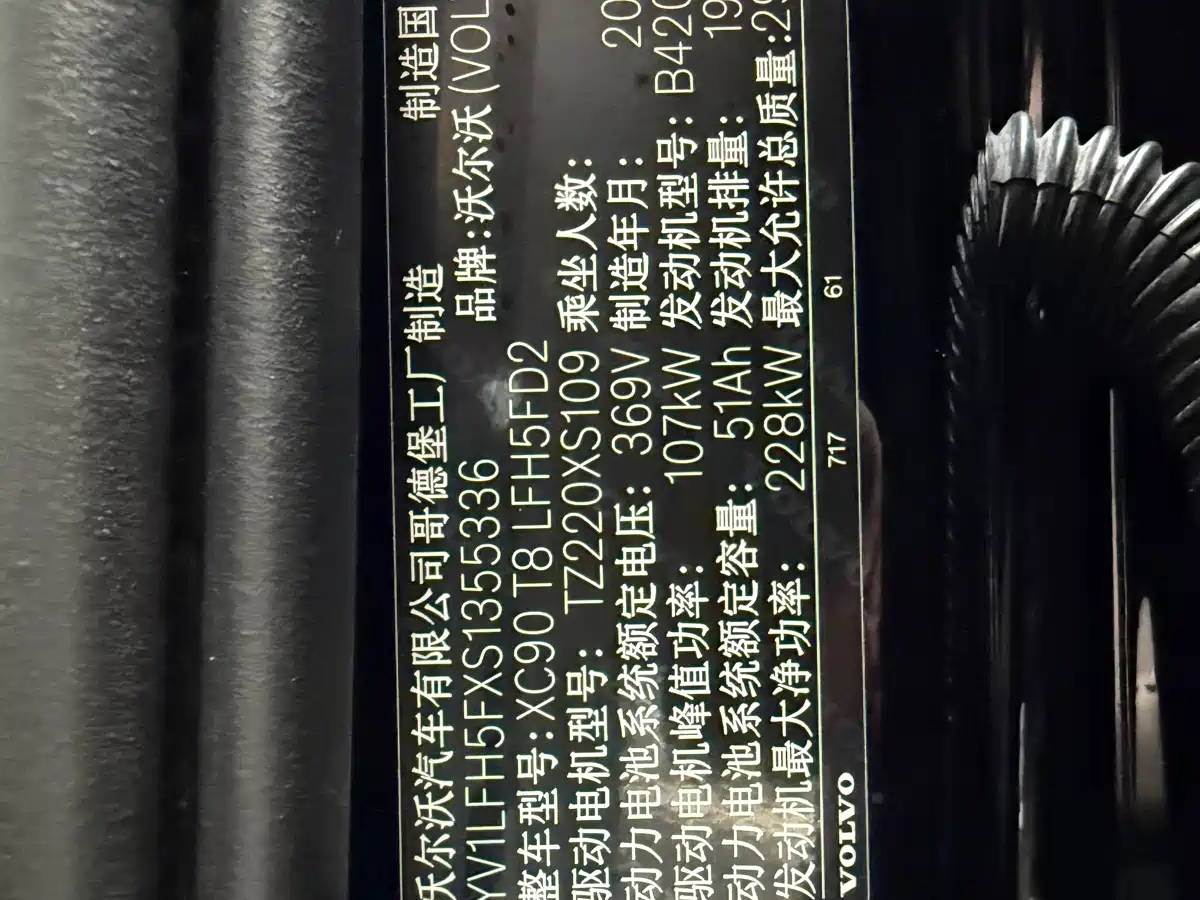 沃尔沃汽车有限公司哥德堡工厂制造 制造国
YV1LFH5FXS1355336 品牌:沃尔沃(VOL
整车型号:XC90 T8 LFH5FD2
驱动电机型号: TZ220XS109 乘坐人数:
动力电池系统额定电压: 369V 制造年月: 20
驱动电机峰值功率: 107kW 发动机型号: B420
动力电池系统额定容量: 51Ah 发动机排量: 19
发动机最大净功率: 228kW 最大允许总质量:29
VOLVO 717 61